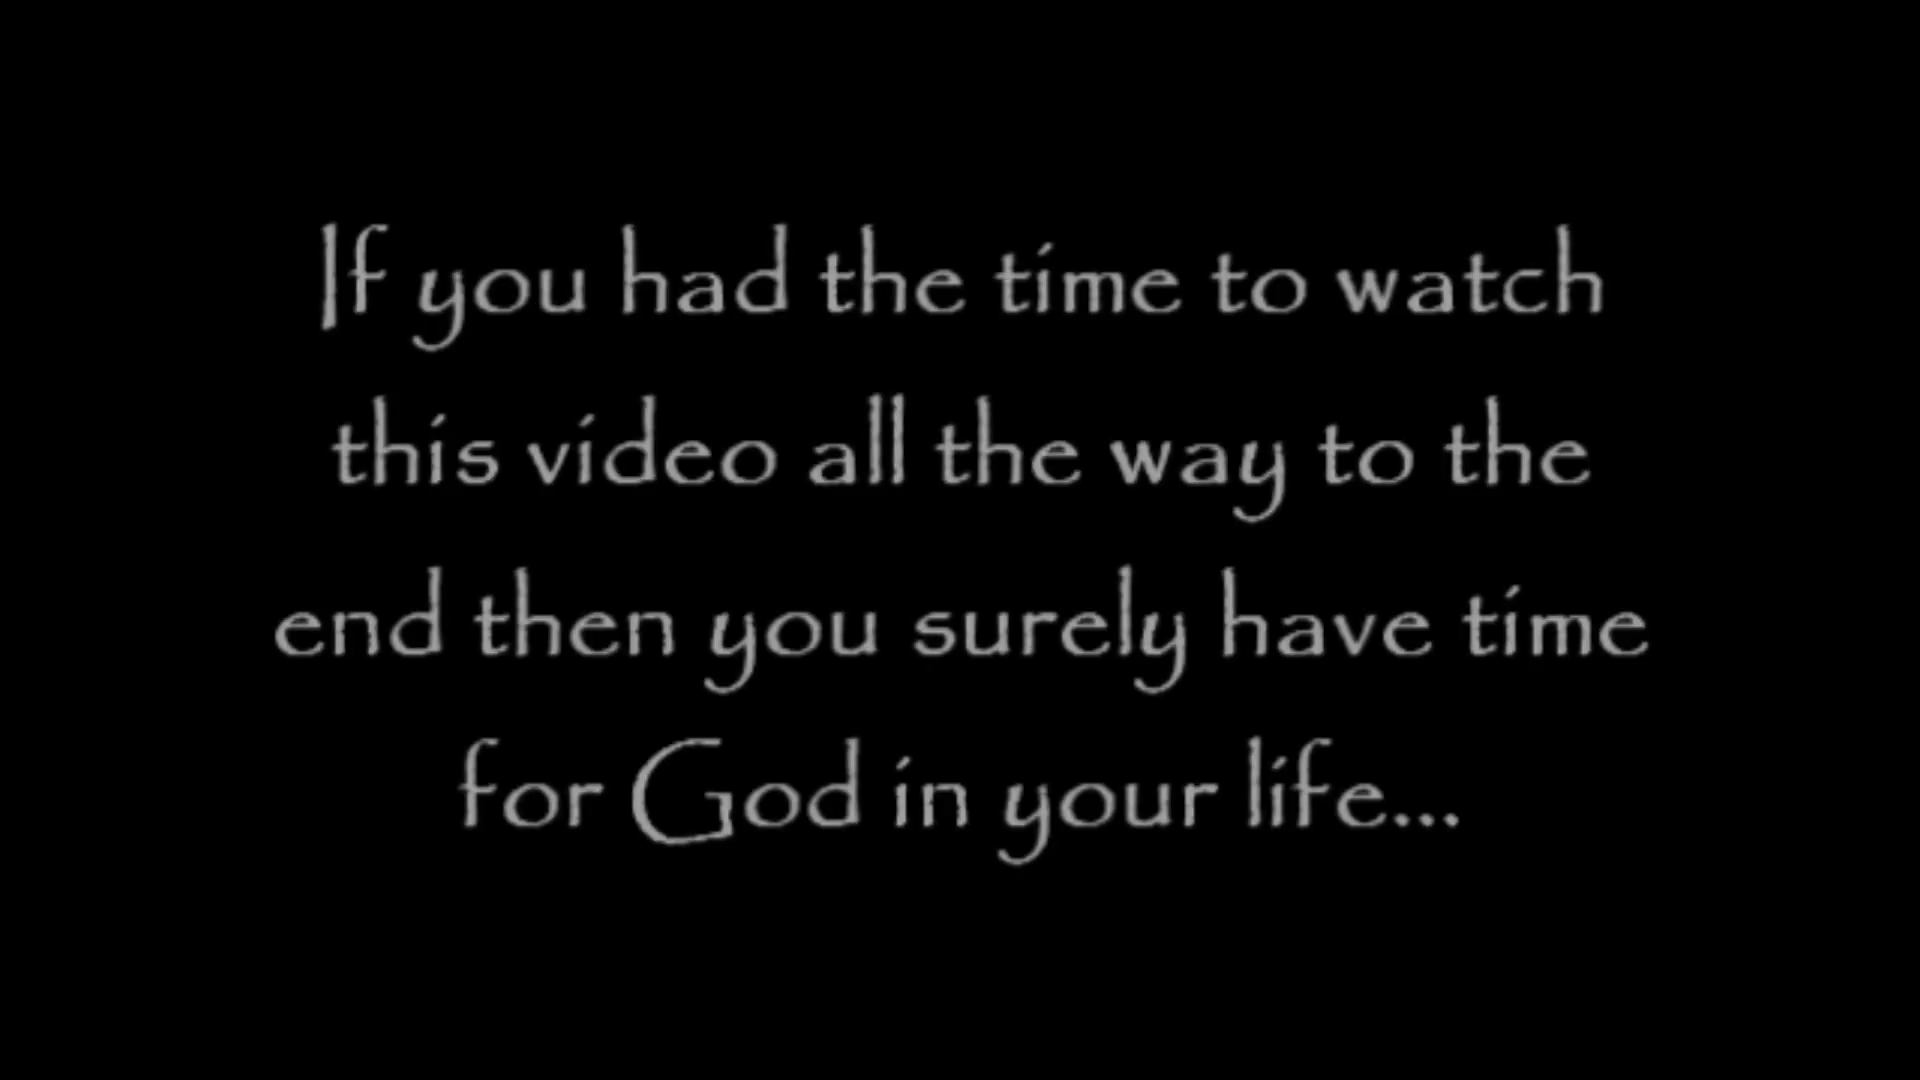 If you had the time to watch
this video all the way to the
end then you surely have time
for God in your life...